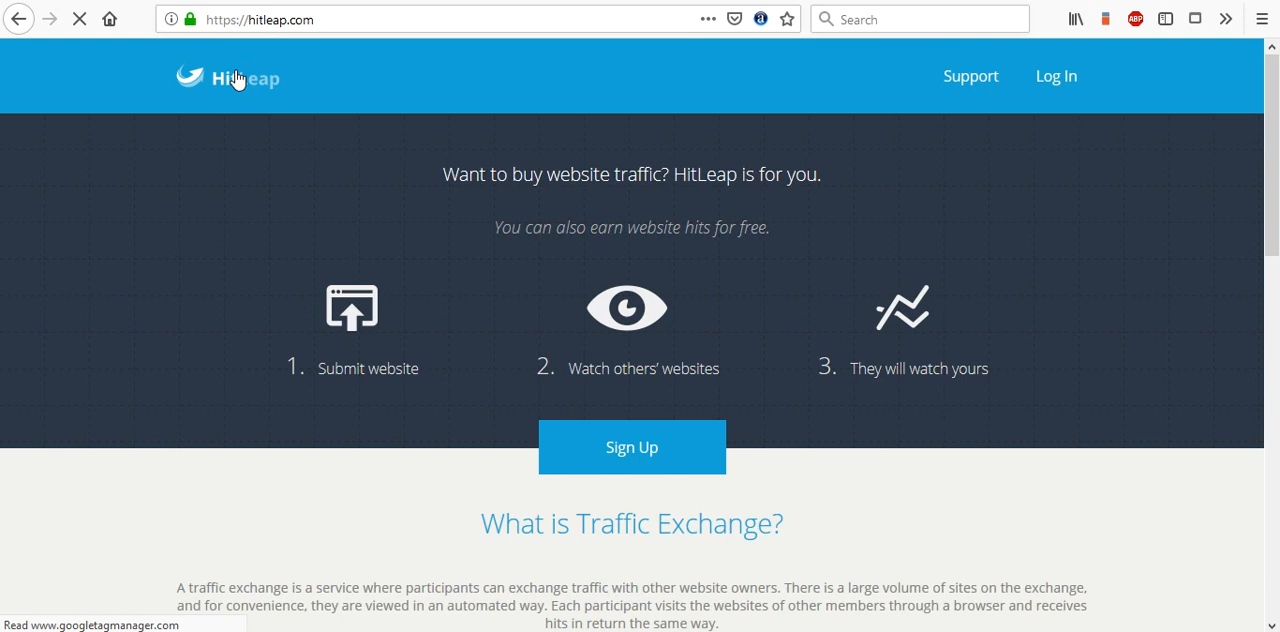 https://hitleap.com
Search
ABP
HitLeap
Support
Log In
Want to buy website traffic? HitLeap is for you.
You can also earn website hits for free.
1. Submit website
2. Watch others' websites
3. They will watch yours
Sign Up
What is Traffic Exchange?
A traffic exchange is a service where participants can exchange traffic with other website owners. There is a large volume of sites on the exchange,
and for convenience, they are viewed in an automated way. Each participant visits the websites of other members through a browser and receives
hits in return the same way.
Read www.googletagmanager.com